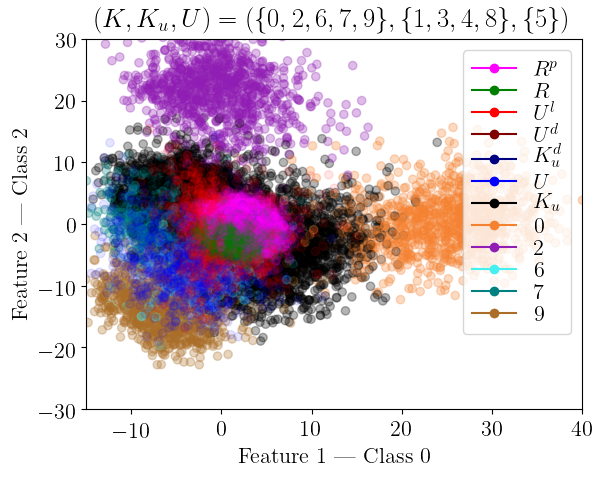 (K, K_u, U) = ({0, 2, 6, 7, 9}, {1, 3, 4, 8}, {5})
30
20
10
0
−10
−20
−30
Feature 2 — Class 2
−10
0
10
20
30
40
Feature 1 — Class 0
R^p
R
U^l
U^d
K_u^d
U
K_u
0
2
6
7
9